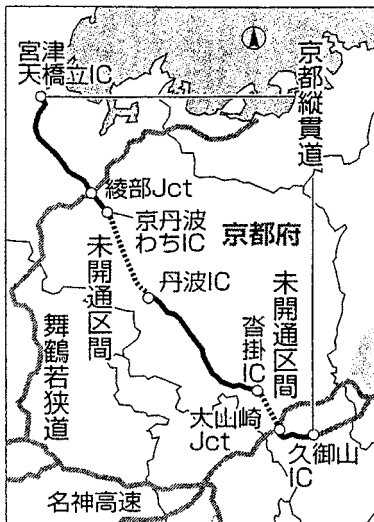 宮津
天橋立IC
京都縦貫道
綾部Jct
京丹波
わちIC
京都府
未開通区間
丹波IC
未開通区間
沓掛
IC
舞鶴若狭道
大山崎
Jct
久御山
IC
名神高速